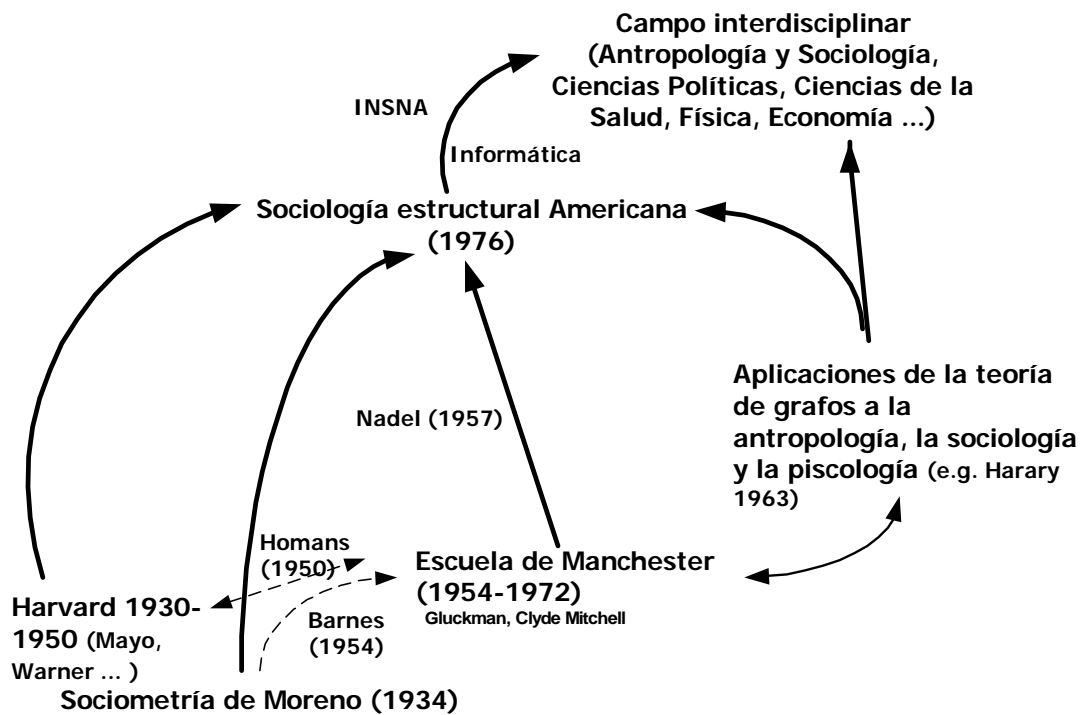 Campo interdisciplinar
(Antropología y Sociología,
Ciencias Políticas, Ciencias de la
Salud, Física, Economía ...)
INSNA
Informática
Sociología estructural Americana
(1976)
Nadel (1957)
Aplicaciones de la teoría
de grafos a la
antropología, la sociología
y la piscología (e.g. Harary
1963)
Homans
(1950)
Escuela de Manchester
(1954-1972)
Gluckman, Clyde Mitchell
Harvard 1930-
1950 (Mayo,
Warner ... )
Barnes
(1954)
Sociometría de Moreno (1934)